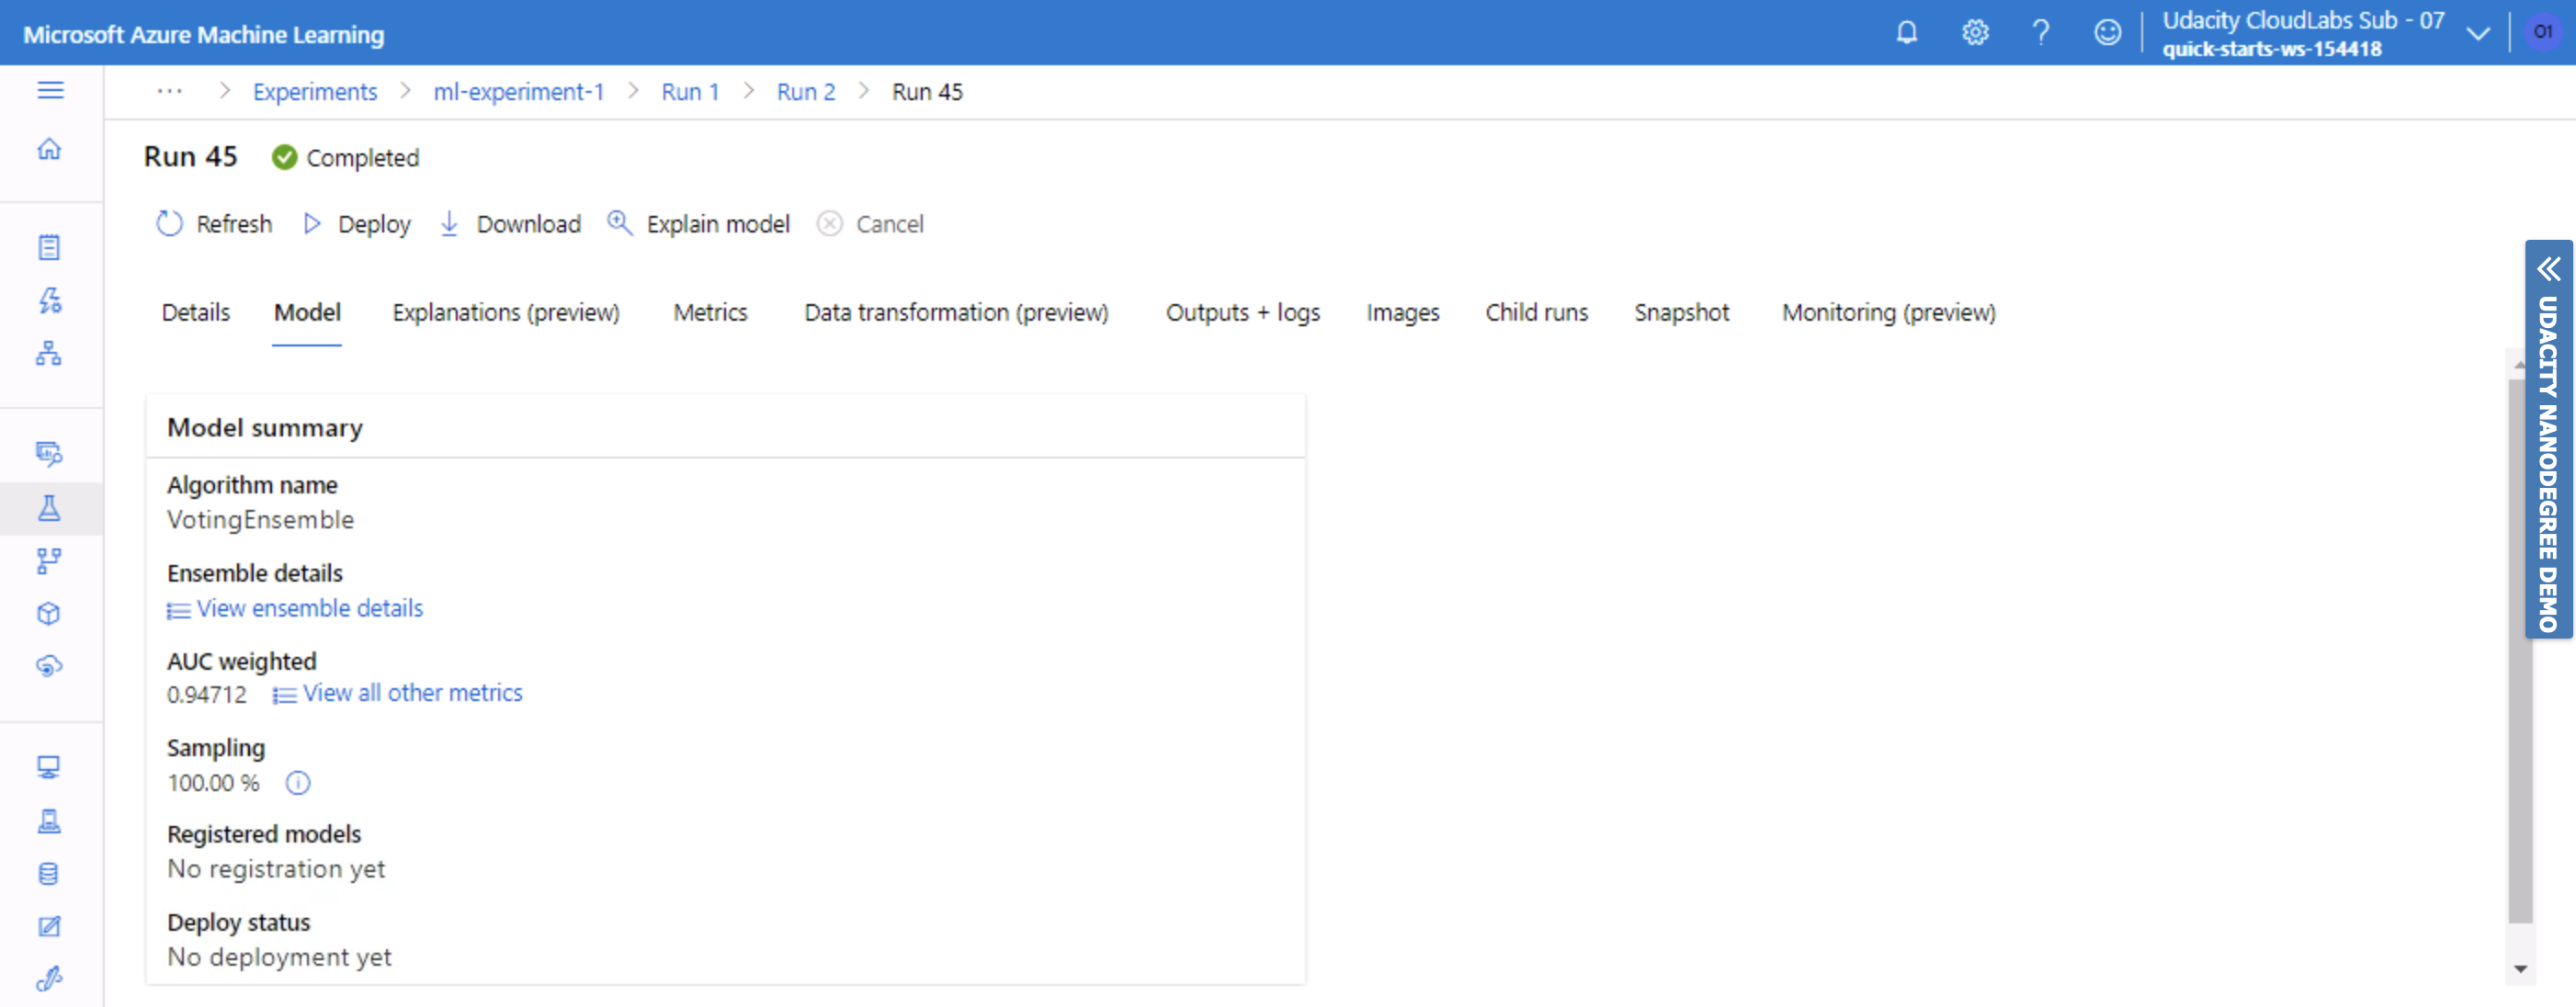 Microsoft Azure Machine Learning
Udacity CloudLabs Sub - 07
quick-starts-ws-154418
01
··· > Experiments > ml-experiment-1 > Run 1 > Run 2 > Run 45
Run 45 Completed
Refresh Deploy Download Explain model Cancel
Details Model Explanations (preview) Metrics Data transformation (preview) Outputs + logs Images Child runs Snapshot Monitoring (preview)
UDACITY NANODEGREE DEMO
Model summary
Algorithm name
VotingEnsemble
Ensemble details
View ensemble details
AUC weighted
0.94712 View all other metrics
Sampling
100.00 %
Registered models
No registration yet
Deploy status
No deployment yet